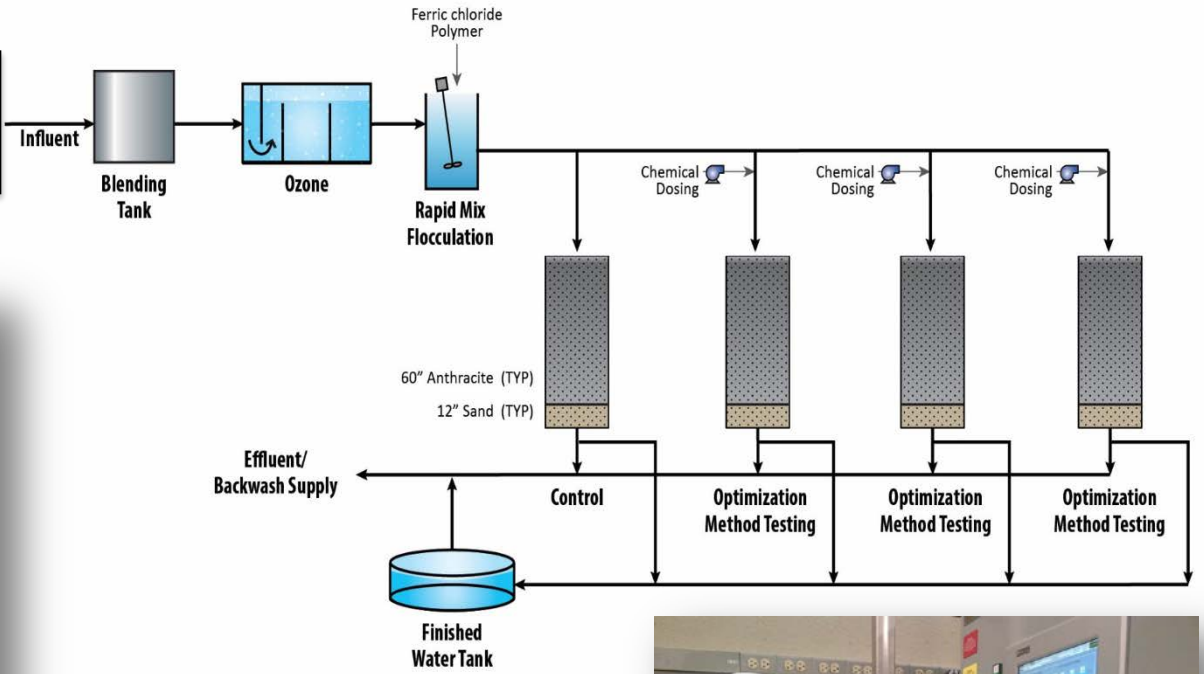 Ferric chloride
Polymer
Influent
Blending
Tank
Ozone
Rapid Mix
Flocculation
Chemical
Dosing
Chemical
Dosing
Chemical
Dosing
60” Anthracite (TYP)
12” Sand (TYP)
Effluent/
Backwash Supply
Control
Optimization
Method Testing
Optimization
Method Testing
Optimization
Method Testing
Finished
Water Tank